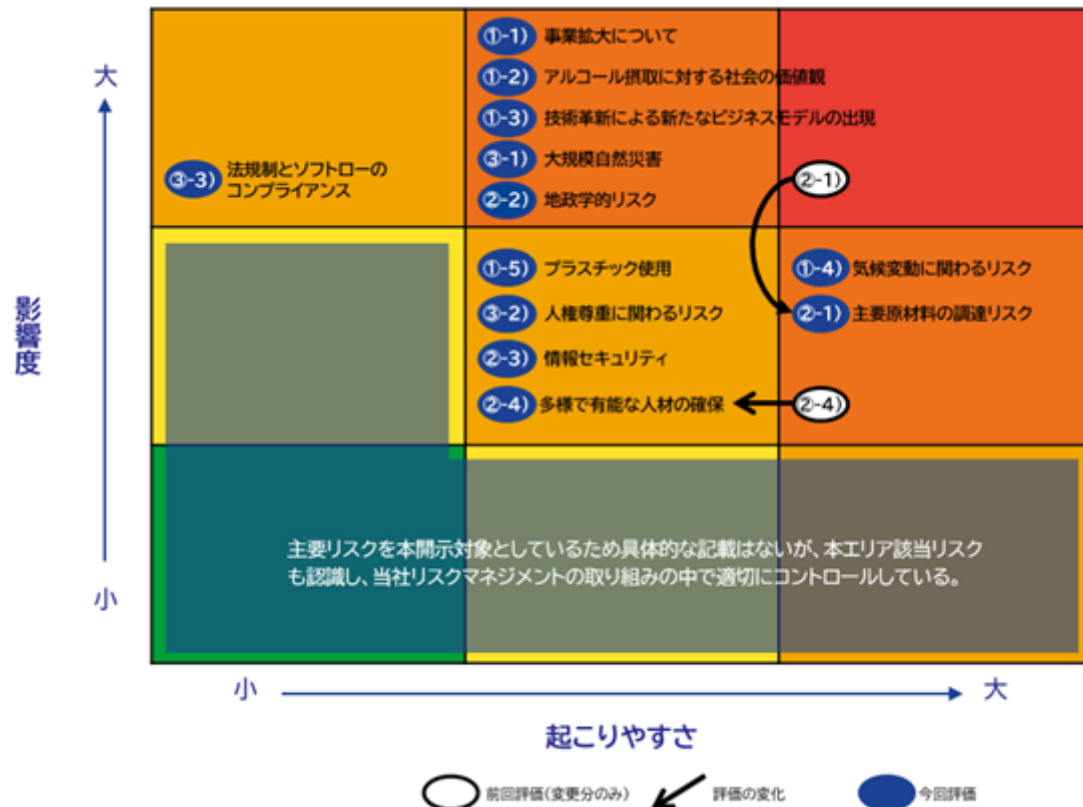 大
影響度
小
①-1) 事業拡大について
①-2) アルコール摂取に対する社会の価値観
①-3) 技術革新による新たなビジネスモデルの出現
③-1) 大規模自然災害
②-2) 地政学的リスク
③-3) 法規制とソフトローの
コンプライアンス
②-1)
①-5) プラスチック使用
③-2) 人権尊重に関わるリスク
②-3) 情報セキュリティ
②-4) 多様で有能な人材の確保
①-4) 気候変動に関わるリスク
②-1) 主要原材料の調達リスク
②-4)
主要リスクを本開示対象としているため具体的な記載はないが、本エリア該当リスク
も認識し、当社リスクマネジメントの取り組みの中で適切にコントロールしている。
小
大
起こりやすさ
前回評価(変更分のみ)
評価の変化
今回評価